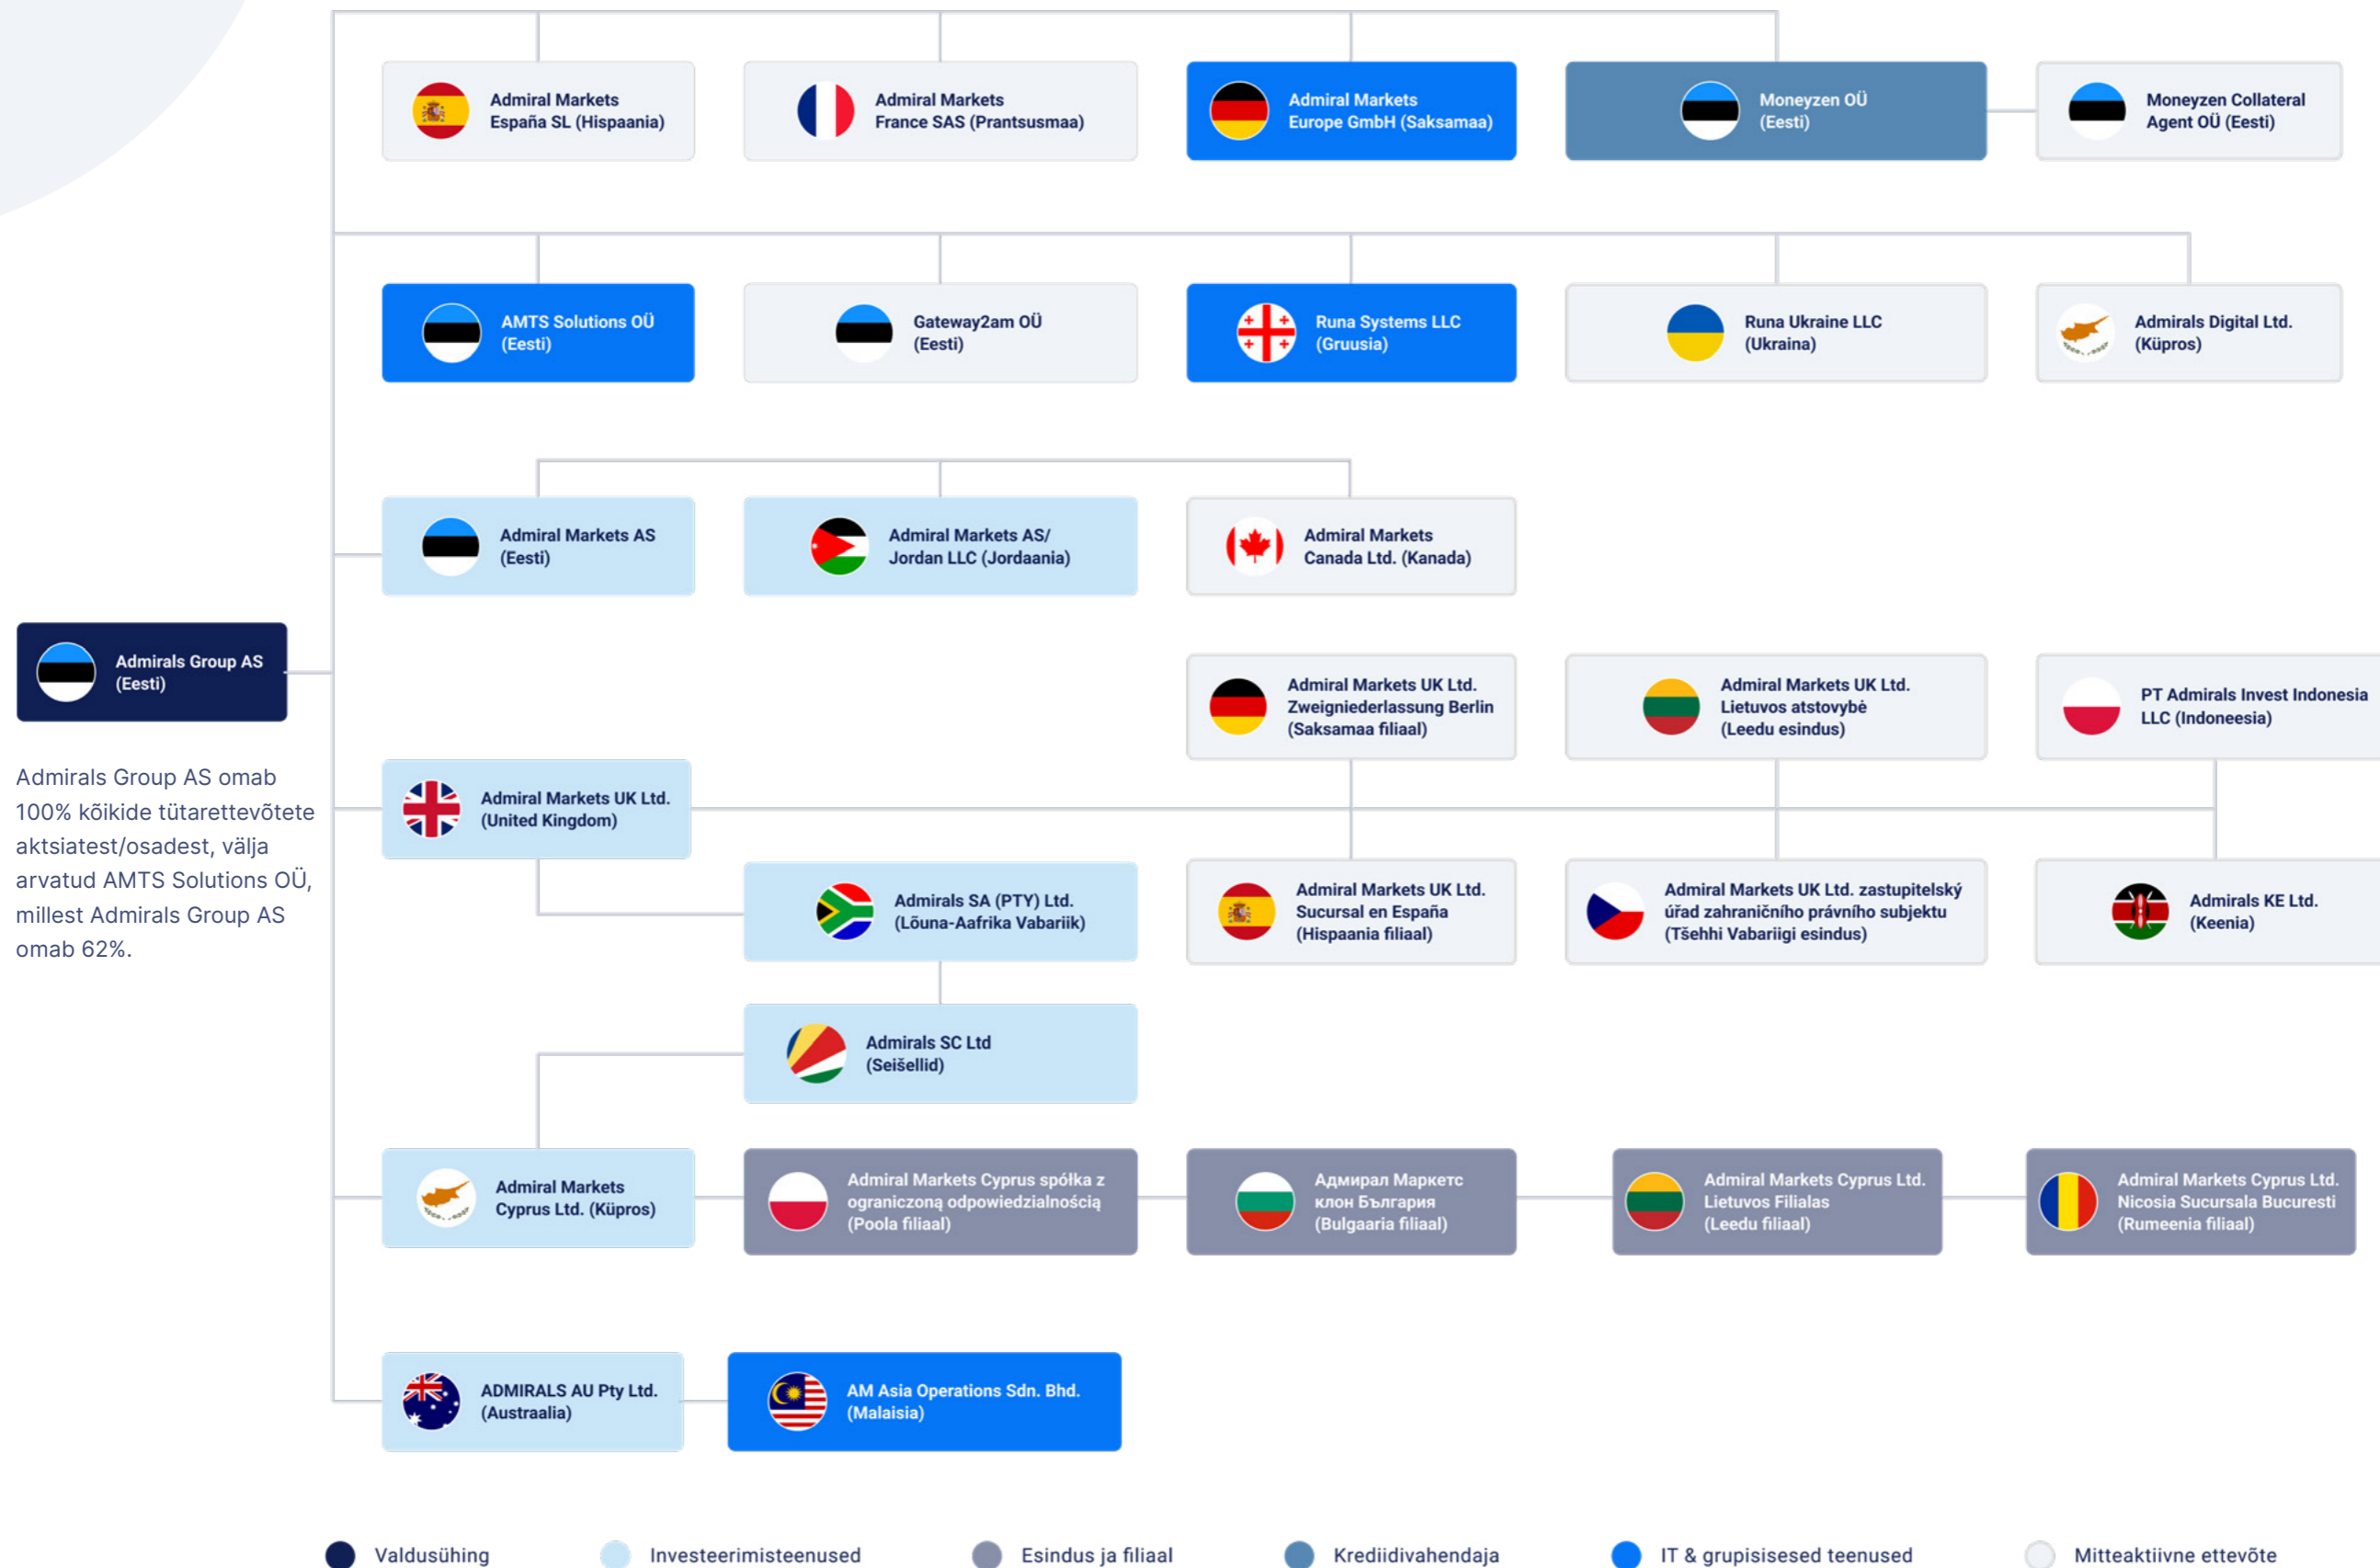 Admiral Markets
España SL (Hispaania)
Admiral Markets
France SAS (Prantsusmaa)
Admiral Markets
Europe GmbH (Saksamaa)
Moneyzen OÜ
(Eesti)
Moneyzen Collateral
Agent OÜ (Eesti)
AMTS Solutions OÜ
(Eesti)
Gateway2am OÜ
(Eesti)
Runa Systems LLC
(Gruusia)
Runa Ukraine LLC
(Ukraina)
Admirals Digital Ltd.
(Küpros)
Admiral Markets AS
(Eesti)
Admiral Markets AS/
Jordan LLC (Jordaania)
Admiral Markets
Canada Ltd. (Kanada)
Admirals Group AS
(Eesti)
Admirals Group AS omab
100% kõikide tütarettevõtete
aktsiatest/osadest, välja
arvatud AMTS Solutions OÜ,
millest Admirals Group AS
omab 62%.
Admiral Markets UK Ltd.
Zweigniederlassung Berlin
(Saksamaa filiaal)
Admiral Markets UK Ltd.
Lietuvos atstovybė
(Leedu esindus)
PT Admirals Invest Indonesia
LLC (Indoneesia)
Admiral Markets UK Ltd.
(United Kingdom)
Admirals SA (PTY) Ltd.
(Lõuna-Aafrika Vabariik)
Admiral Markets UK Ltd.
Sucursal en España
(Hispaania filiaal)
Admiral Markets UK Ltd. zastupitelský
úřad zahraničního právního subjektu
(Tšehhi Vabariigi esindus)
Admirals KE Ltd.
(Keenia)
Admirals SC Ltd
(Seišellid)
Admiral Markets
Cyprus Ltd. (Küpros)
Admiral Markets Cyprus spółka z
ograniczoną odpowiedzialnością
(Poola filiaal)
Адмирал Маркетс
клон България
(Bulgaaria filiaal)
Admiral Markets Cyprus Ltd.
Lietuvos Filialas
(Leedu filiaal)
Admiral Markets Cyprus Ltd.
Nicosia Sucursala Bucuresti
(Rumeenia filiaal)
ADMIRALS AU Pty Ltd.
(Austraalia)
AM Asia Operations Sdn. Bhd.
(Malaisia)
Valdusühing
Investeerimisteenused
Esindus ja filiaal
Krediidivahendaja
IT & grupisisesed teenused
Mitteaktiivne ettevõte